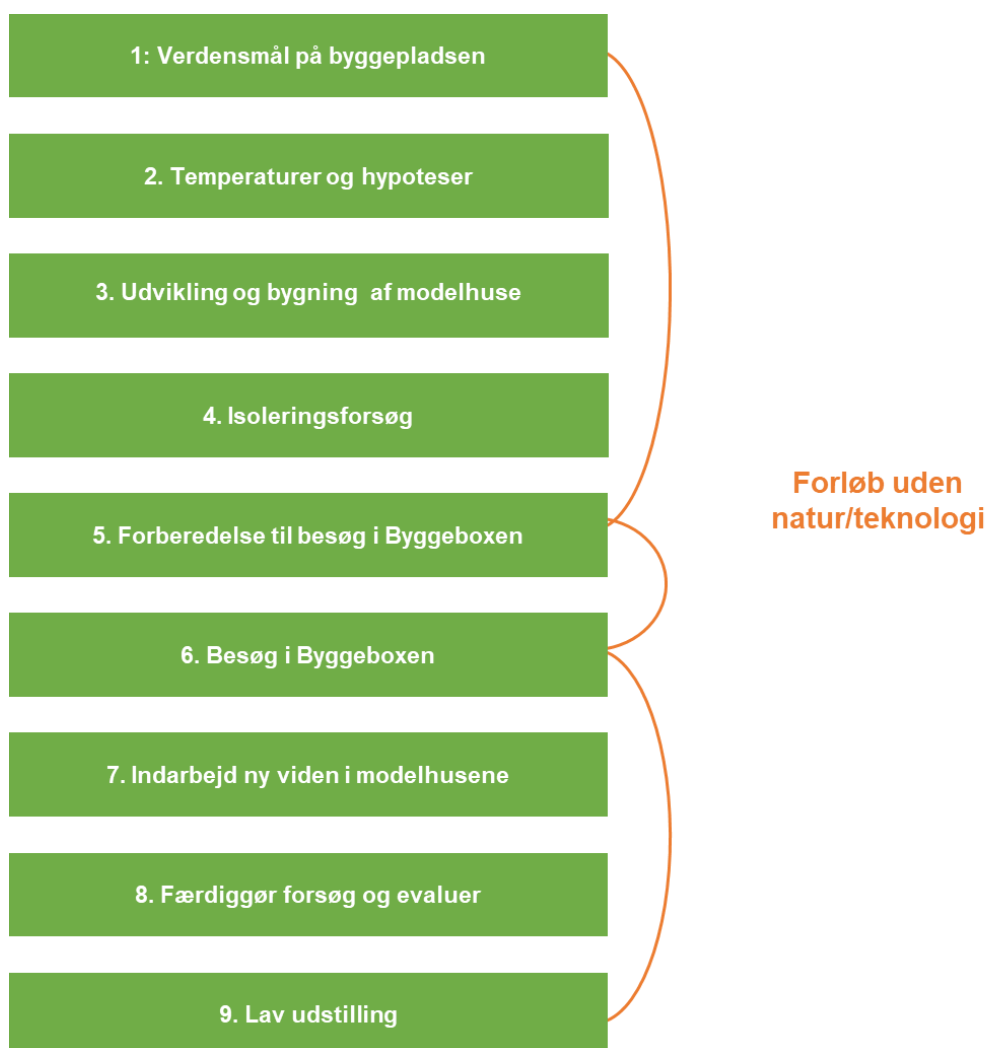 1: Verdensmål på byggepladsen
2. Temperaturer og hypoteser
3. Udvikling og bygning af modelhuse
4. Isoleringsforsøg
5. Forberedelse til besøg i Byggeboxen
6. Besøg i Byggeboxen
7. Indarbejd ny viden i modelhusene
8. Færdiggør forsøg og evaluer
9. Lav udstilling
Forløb uden
natur/teknologi